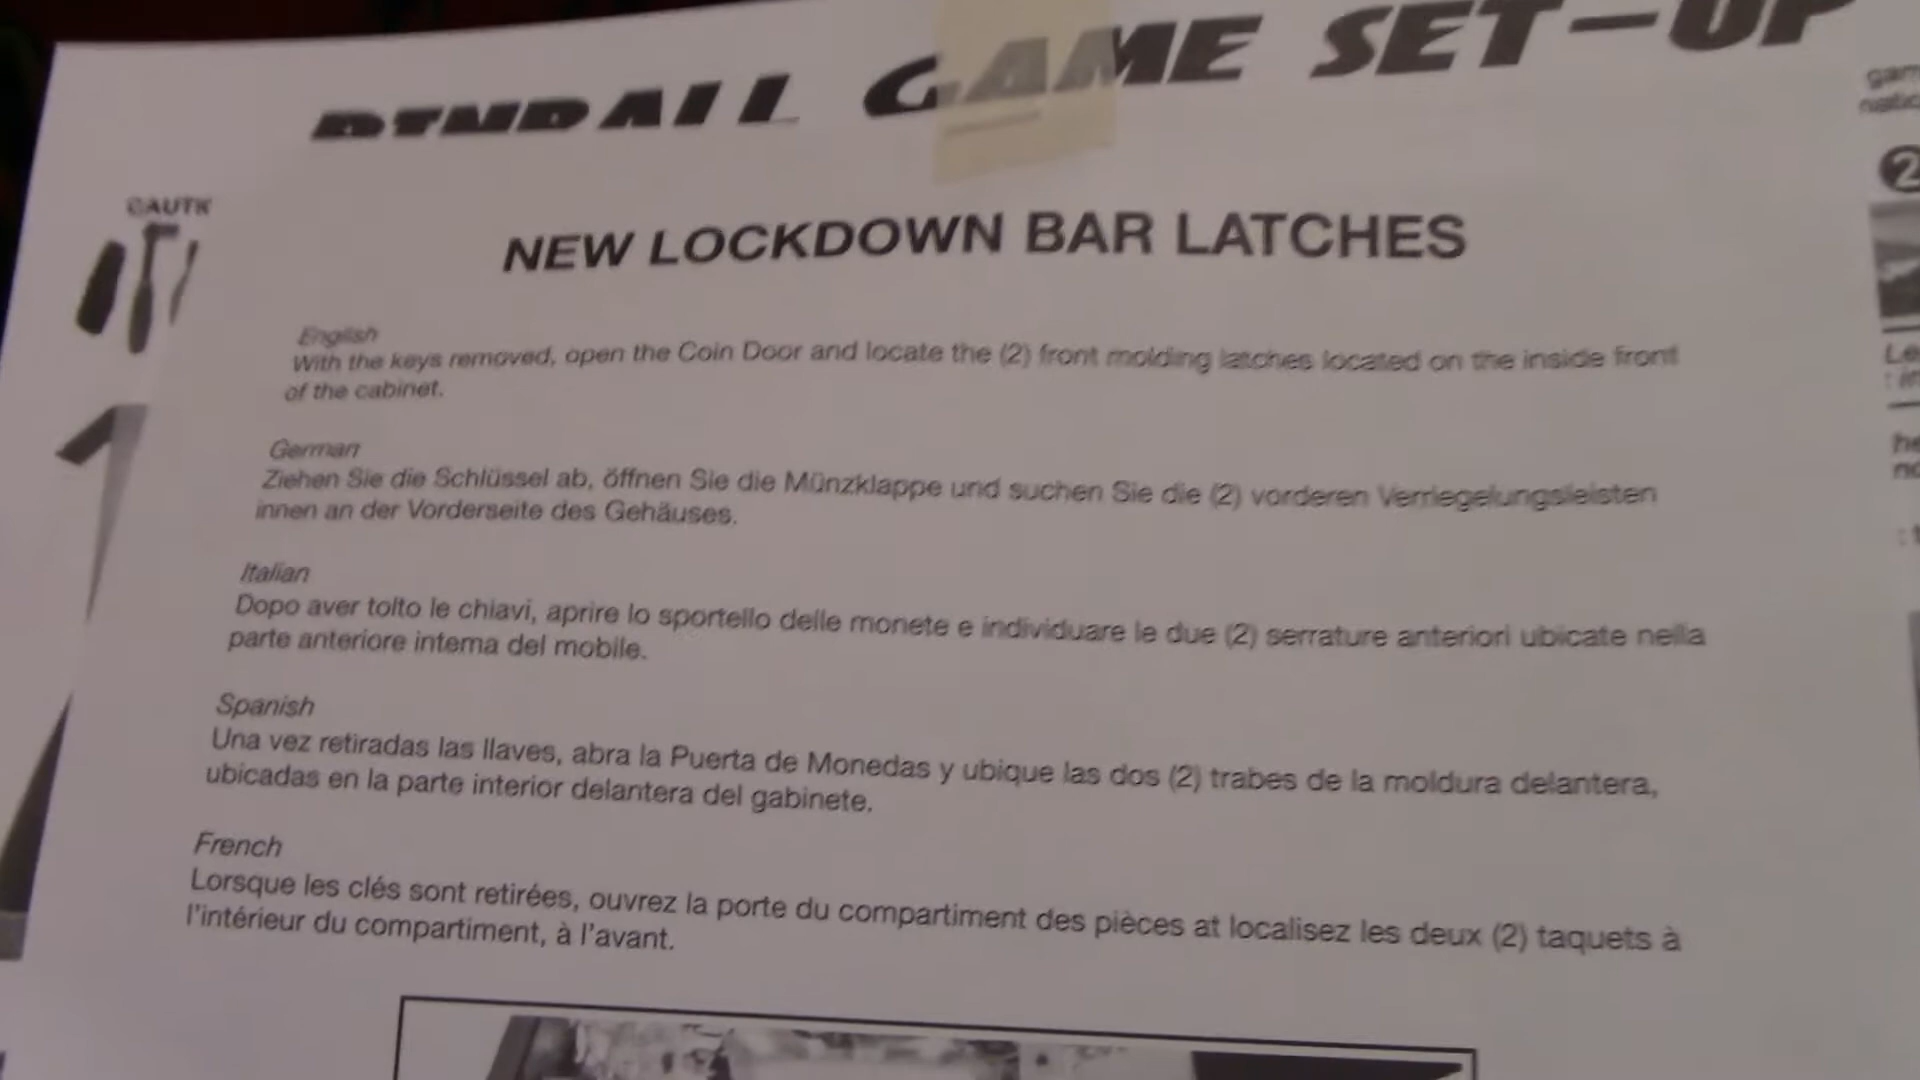 GAME SET-UP
NEW LOCKDOWN BAR LATCHES
English
With the keys removed, open the Coin Door and locate the (2) front molding latches located on the inside front
of the cabinet.
German
Ziehen Sie die Schlüssel ab, öffnen Sie die Münzklappe und suchen Sie die (2) vorderen Verriegelungsleisten
innen an der Vorderseite des Gehäuses.
Italian
Dopo aver tolto le chiavi, aprire lo sportello delle monete e individuare le due (2) serrature anteriori ubicate nella
parte anteriore interna del mobile.
Spanish
Una vez retiradas las llaves, abra la Puerta de Monedas y ubique las dos (2) trabes de la moldura delantera,
ubicadas en la parte interior delantera del gabinete.
French
Lorsque les clés sont retirées, ouvrez la porte du compartiment des pièces at localisez les deux (2) taquets à
l'intérieur du compartiment, à l'avant.
1
2